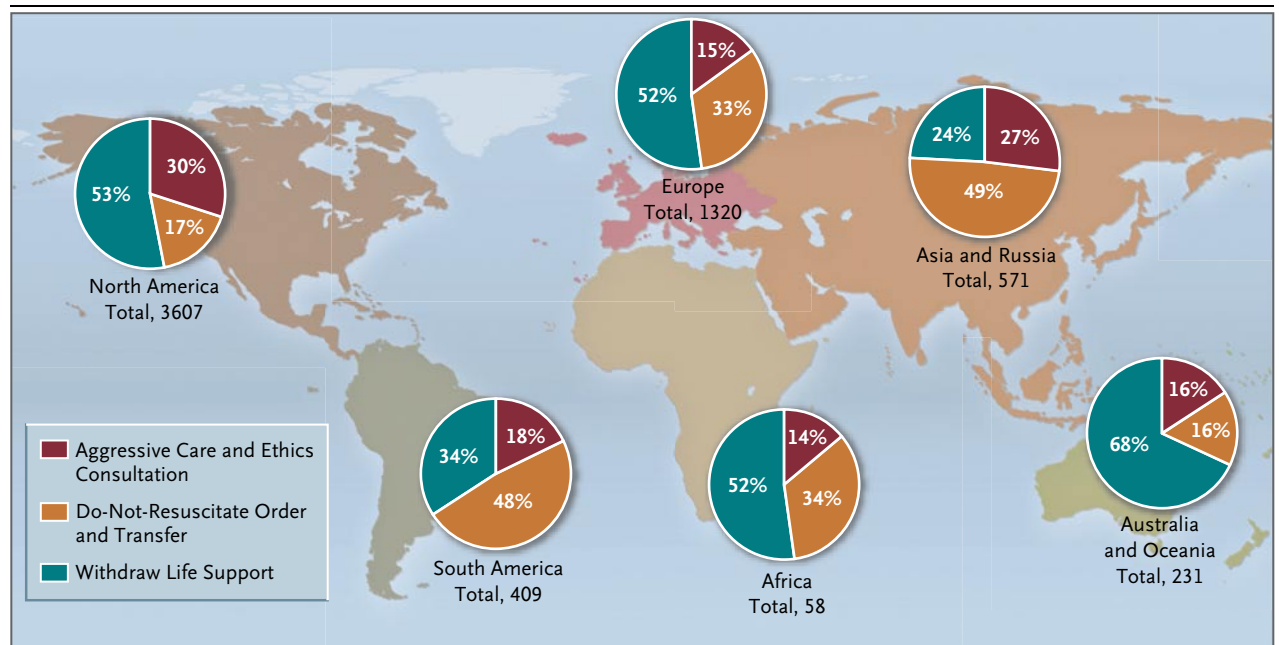 15%
52%
33%
Europe
Total, 1320
30%
53%
17%
North America
Total, 3607
24%
27%
49%
Asia and Russia
Total, 571
16%
16%
68%
Australia
and Oceania
Total, 231
18%
34%
48%
South America
Total, 409
14%
52%
34%
Africa
Total, 58
Aggressive Care and Ethics
Consultation
Do-Not-Resuscitate Order
and Transfer
Withdraw Life Support